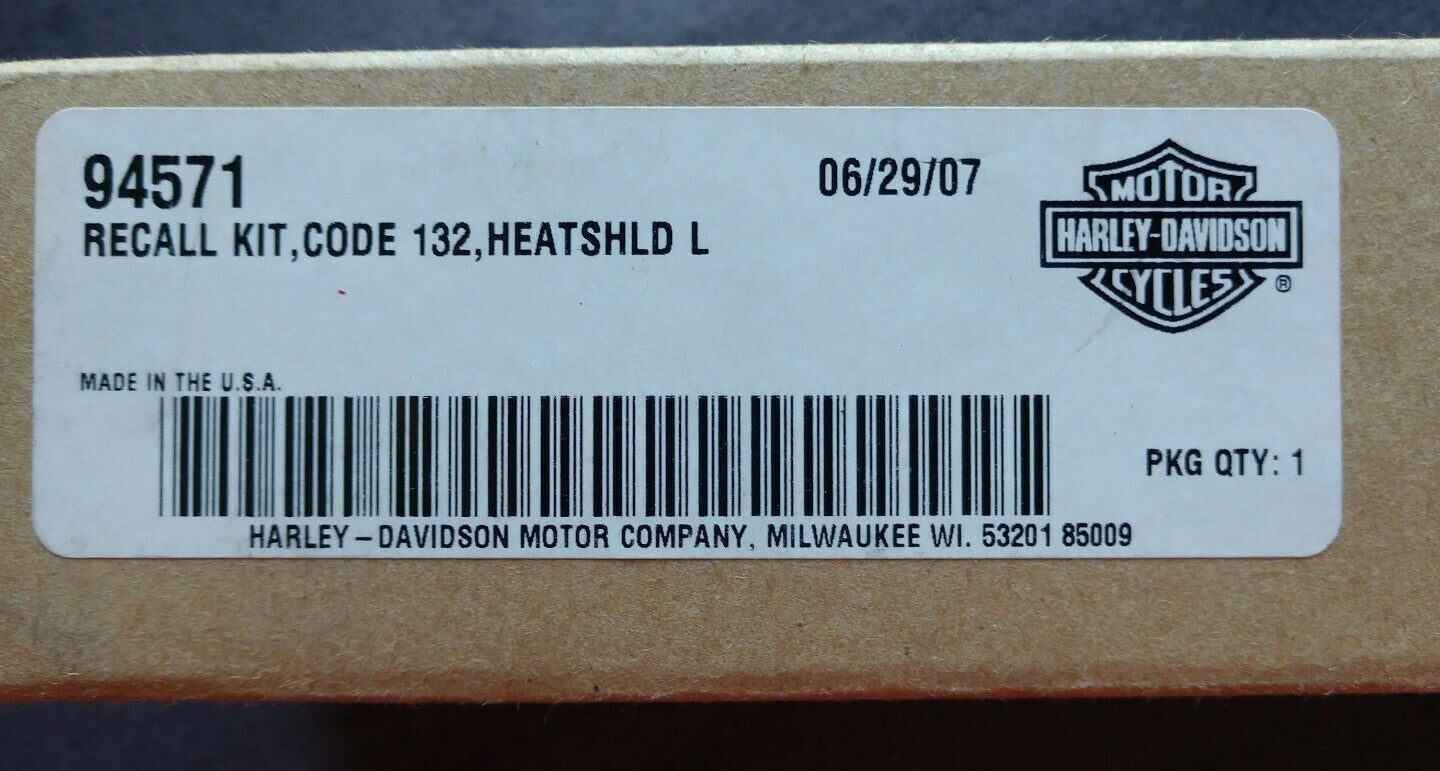 94571
06/29/07
RECALL KIT,CODE 132,HEATSHLD L
MOTOR
HARLEY-DAVIDSON
CYCLES
®
MADE IN THE U.S.A.
PKG QTY: 1
HARLEY-DAVIDSON MOTOR COMPANY, MILWAUKEE WI. 53201 85009